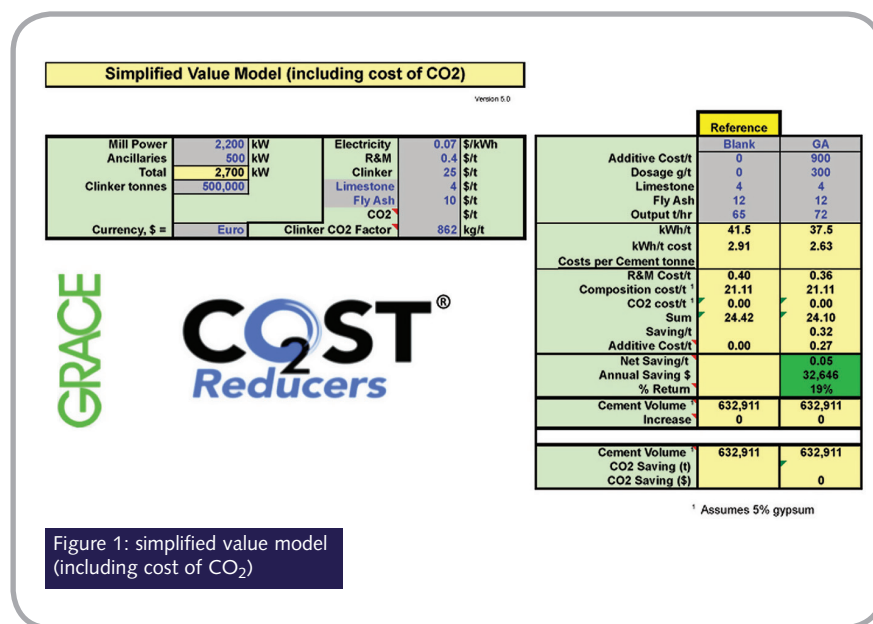 Simplified Value Model (including cost of CO2)
Version 5.0
Mill Power 2,200 kW Electricity 0.07 $/kWh
Ancillaries 500 kW R&M 0.4 $/t
Total 2,700 kW Clinker 25 $/t
Clinker tonnes 500,000 Limestone 4 $/t
Fly Ash 10 $/t
CO2 $/t
Currency, $ = Euro Clinker CO2 Factor 862 kg/t
GRACE
CO2ST®
Reducers
Reference
Blank GA
Additive Cost/t 0 900
Dosage g/t 0 300
Limestone 4 4
Fly Ash 12 12
Output t/hr 65 72
kWh/t 41.5 37.5
kWh/t cost 2.91 2.63
Costs per Cement tonne
R&M Cost/t 0.40 0.36
Composition cost/t ¹ 21.11 21.11
CO2 cost/t ¹ 0.00 0.00
Sum 24.42 24.10
Saving/t 0.32
Additive Cost/t 0.00 0.27
Net Saving/t 0.05
Annual Saving $ 32,646
% Return 19%
Cement Volume ¹ 632,911 632,911
Increase 0 0
Cement Volume ¹ 632,911 632,911
CO2 Saving (t)
CO2 Saving ($) 0
¹ Assumes 5% gypsum
Figure 1: simplified value model
(including cost of CO₂)